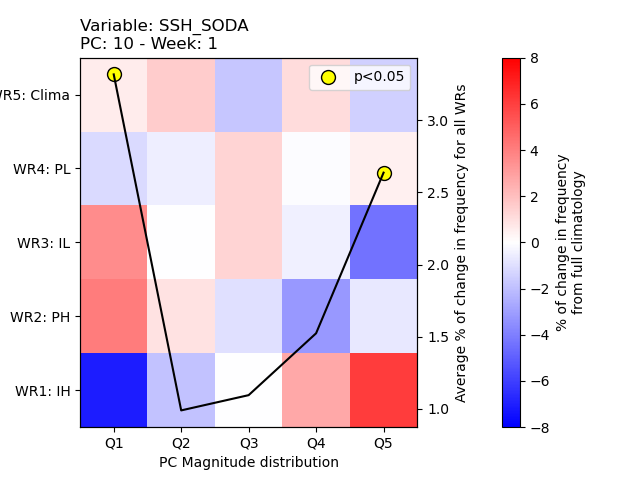 Variable: SSH_SODA
PC: 10 - Week: 1
p<0.05
WR5: Clima
WR4: PL
WR3: IL
WR2: PH
WR1: IH
Q1 Q2 Q3 Q4 Q5
PC Magnitude distribution
3.0
2.5
2.0
1.5
1.0
Average % of change in frequency for all WRs
8
6
4
2
0
−2
−4
−6
−8
% of change in frequency
from full climatology